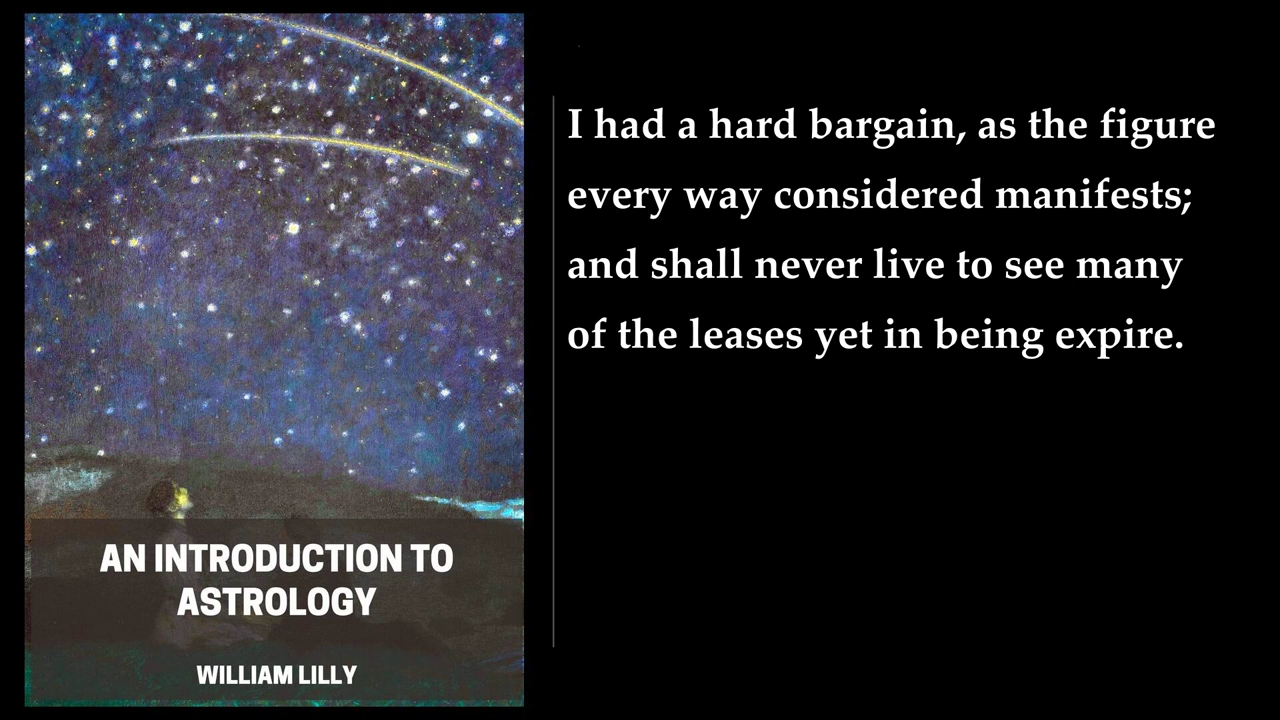 AN INTRODUCTION TO
ASTROLOGY
WILLIAM LILLY
I had a hard bargain, as the figure
every way considered manifests;
and shall never live to see many
of the leases yet in being expire.